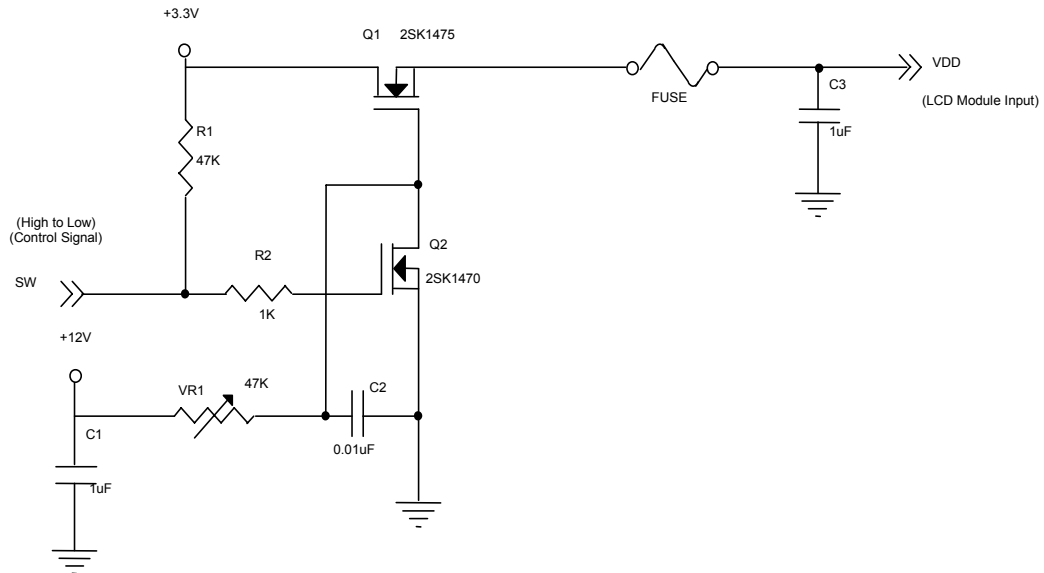 +3.3V
Q1 2SK1475
VDD
C3
FUSE
(LCD Module Input)
R1
1uF
47K
(High to Low)
(Control Signal)
Q2
R2
SW
2SK1470
1K
+12V
47K
VR1
C2
C1
0.01uF
1uF